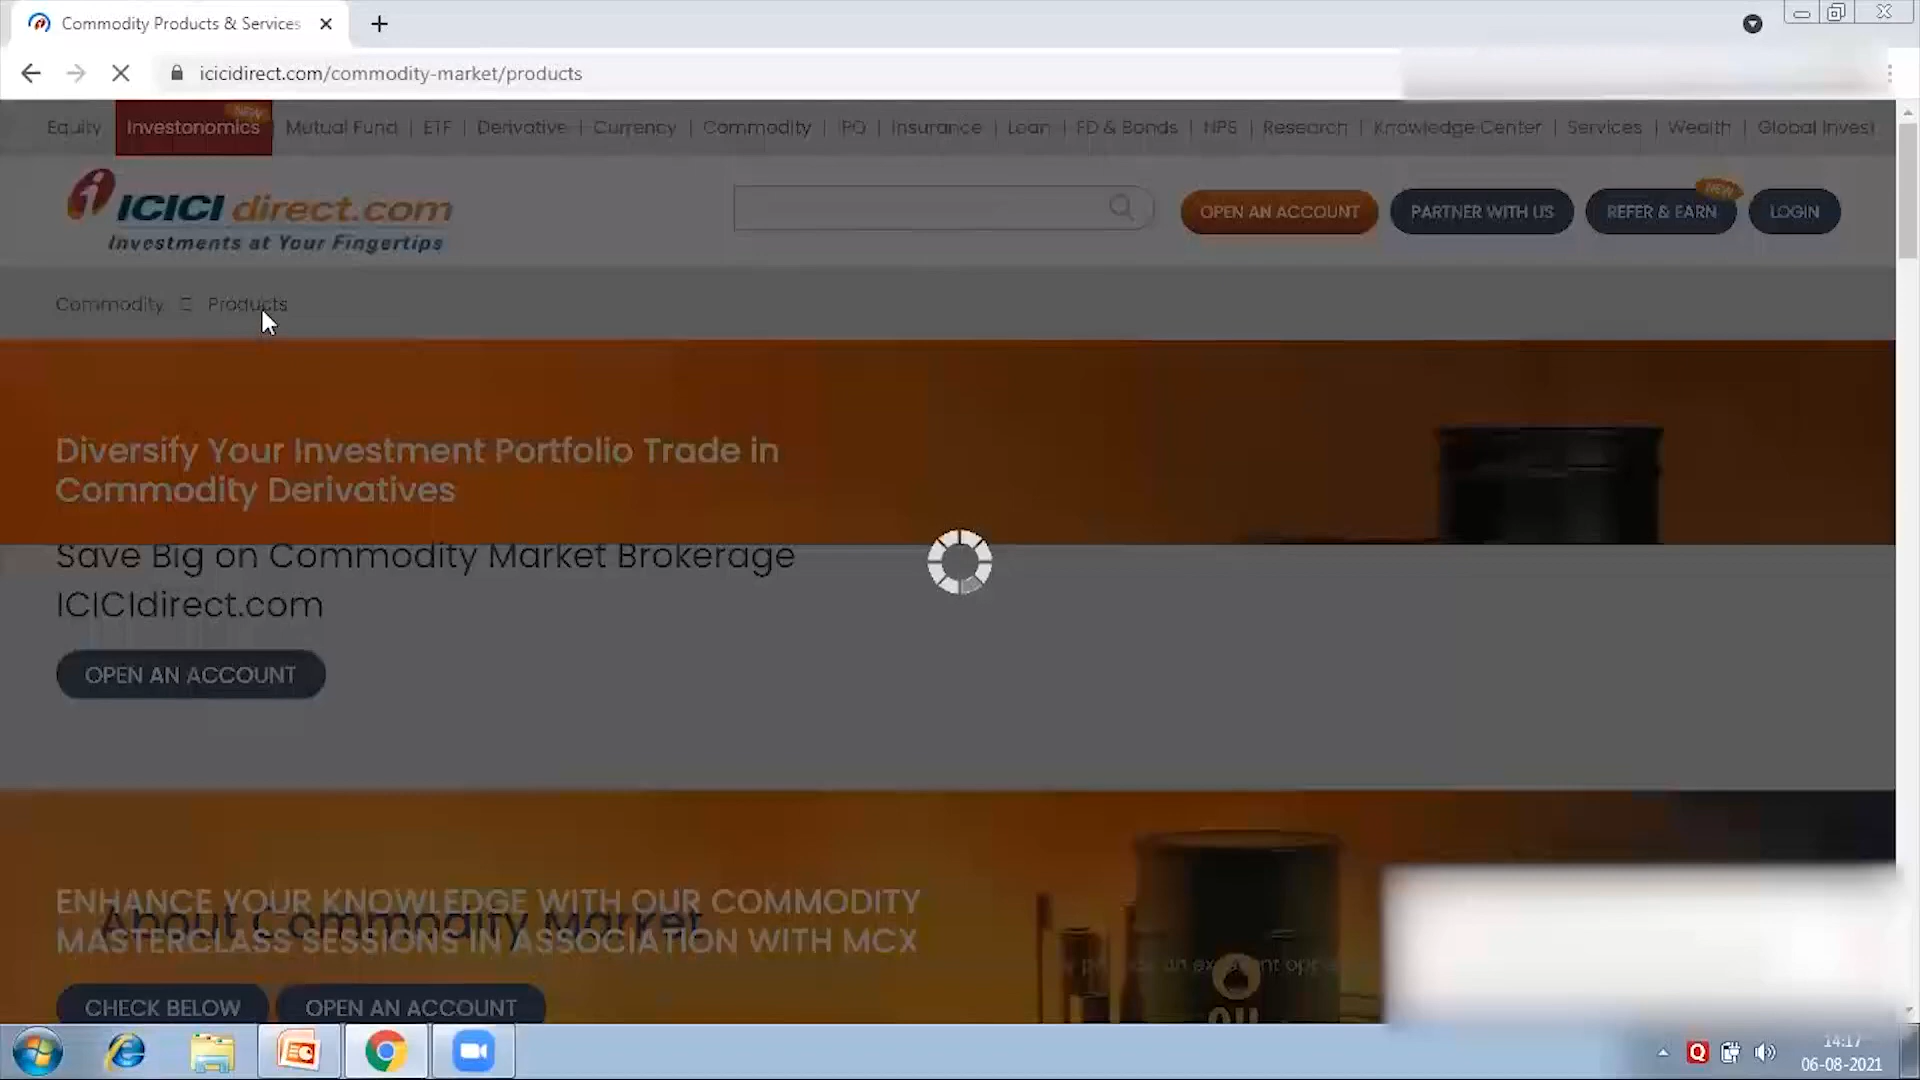 Commodity Products & Services
icicidirect.com/commodity-market/products
NEW
Equity Investonomics Mutual Fund ETF Derivative Currency Commodity IPO Insurance Loan FD & Bonds NPS Research Knowledge Center Services Wealth Global Invest
ICICI direct.com
Investments at Your Fingertips
OPEN AN ACCOUNT PARTNER WITH US REFER & EARN NEW LOGIN
Commodity Products
Diversify Your Investment Portfolio Trade in
Commodity Derivatives
Save Big on Commodity Market Brokerage
ICICIdirect.com
OPEN AN ACCOUNT
ENHANCE YOUR KNOWLEDGE WITH OUR COMMODITY
About Commodity Market
MASTERCLASS SESSIONS IN ASSOCIATION WITH MCX
CHECK BELOW OPEN AN ACCOUNT
OIL
14:17
06-08-2021